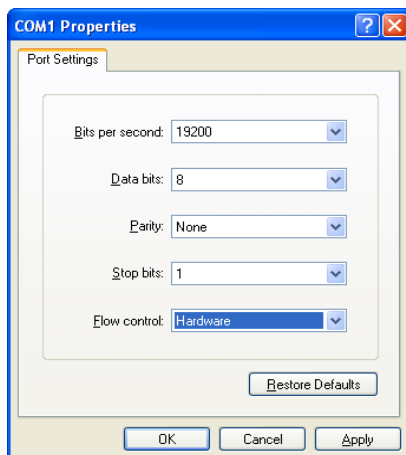 COM1 Properties
Port Settings
Bits per second: 19200
Data bits: 8
Parity: None
Stop bits: 1
Flow control: Hardware
Restore Defaults
OK Cancel Apply